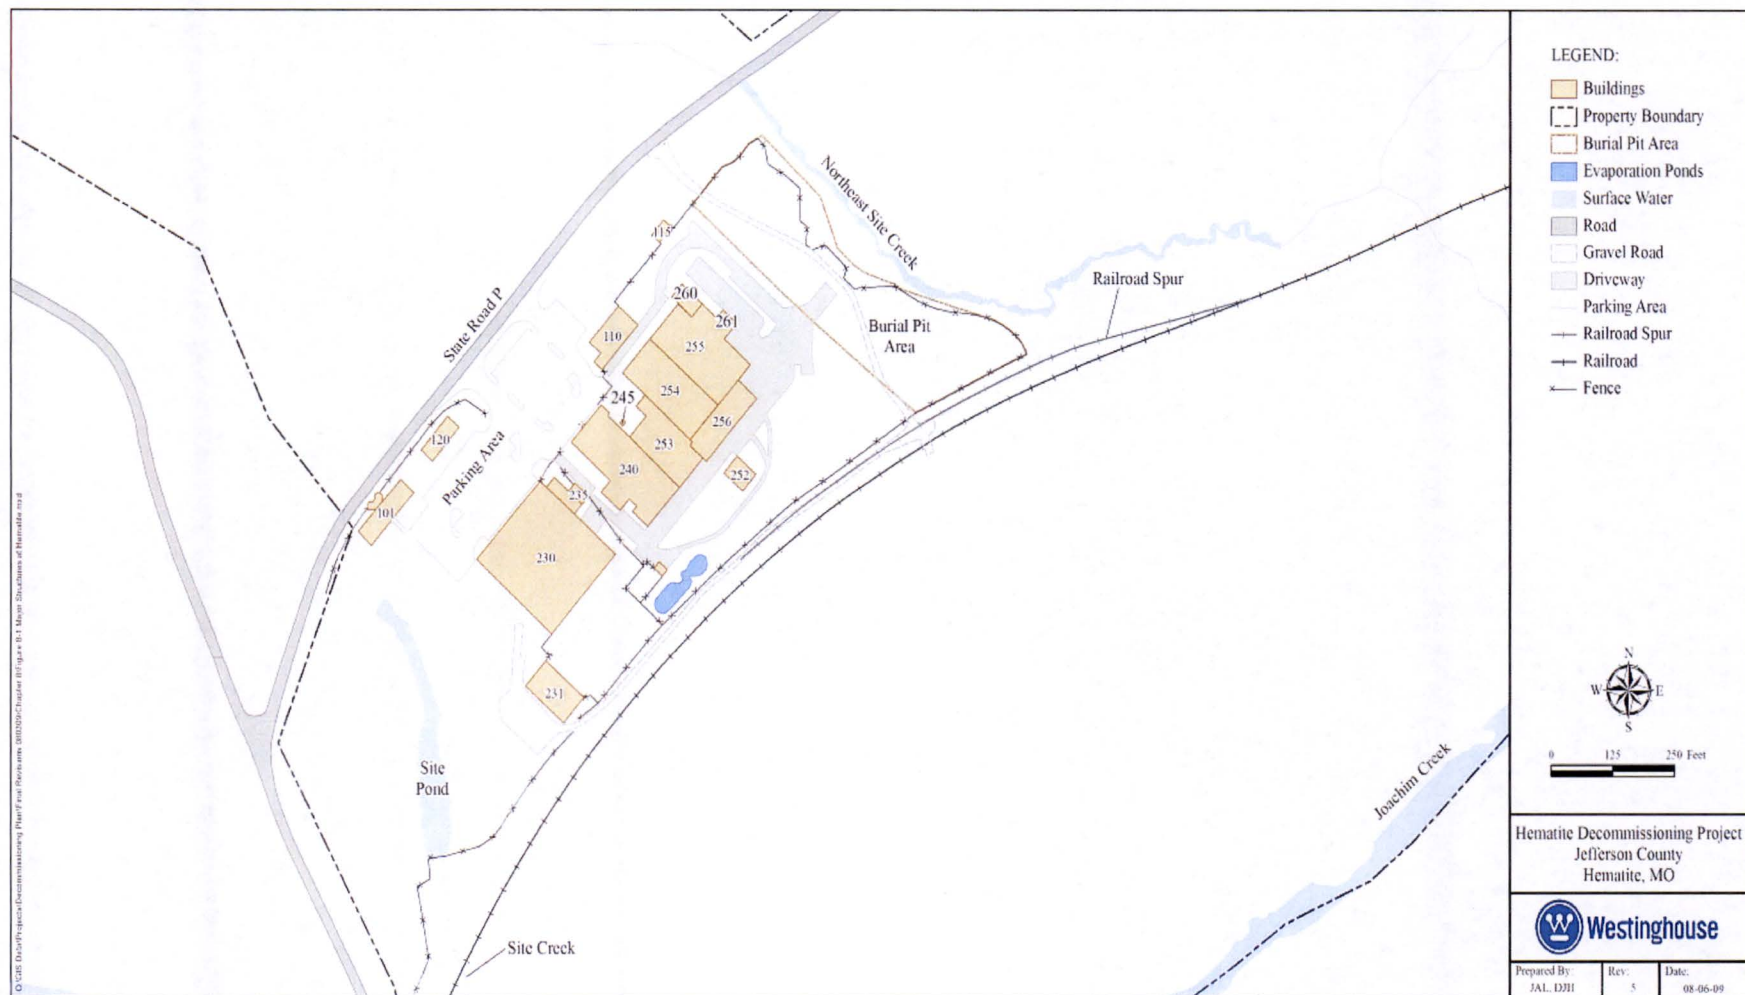 LEGEND:
Buildings
Property Boundary
Burial Pit Area
Evaporation Ponds
Surface Water
Road
Gravel Road
Driveway
Parking Area
Railroad Spur
Railroad
Fence
Northeast Site Creek
115
State Road P
Railroad Spur
260
261
110
255
Burial Pit
Area
254
245
256
120
253
Parking Area
240
252
235
101
230
231
Site
Pond
Joachim Creek
Site Creek
N
W
E
S
0 125 250 Feet
Hematite Decommissioning Project
Jefferson County
Hematite, MO
W
Westinghouse
Prepared By: Rev: Date:
JAL, DJH 5 08-06-09